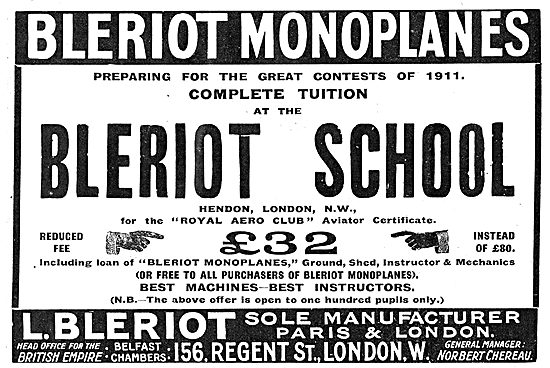 BLERIOT MONOPLANES
PREPARING FOR THE GREAT CONTESTS OF 1911.
COMPLETE TUITION
AT THE
BLERIOT SCHOOL
HENDON, LONDON, N.W.,
for the "ROYAL AERO CLUB" Aviator Certificate.
REDUCED FEE
£32
INSTEAD OF £80.
Including loan of "BLERIOT MONOPLANES," Ground, Shed, Instructor & Mechanics
(OR FREE TO ALL PURCHASERS OF BLERIOT MONOPLANES).
BEST MACHINES—BEST INSTRUCTORS.
(N.B.—The above offer is open to one hundred pupils only.)
L. BLERIOT SOLE MANUFACTURER
PARIS & LONDON.
HEAD OFFICE FOR THE BRITISH EMPIRE · BELFAST CHAMBERS · 156, REGENT ST., LONDON, W. GENERAL MANAGER: NORBERT CHEREAU.